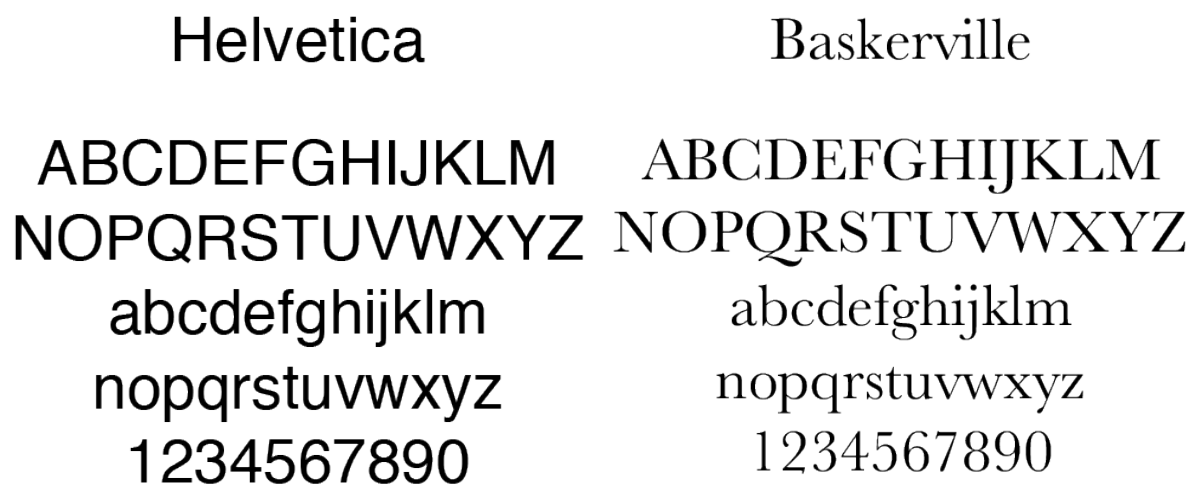 Helvetica
ABCDEFGHIJKLM
NOPQRSTUVWXYZ
abcdefghijklm
nopqrstuvwxyz
1234567890
Baskerville
ABCDEFGHIJKLM
NOPQRSTUVWXYZ
abcdefghijklm
nopqrstuvwxyz
1234567890